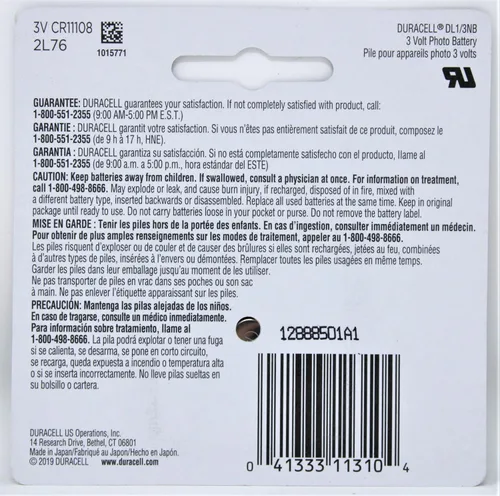 3V CR11108
2L76
1015771
DURACELL® DL1/3NB
3 Volt Photo Battery
Pile pour appareils photo 3 volts
GUARANTEE: DURACELL guarantees your satisfaction. If not completely satisfied with product, call:
1-800-551-2355 (9:00 AM-5:00 PM E.S.T.)
GARANTIE : DURACELL garantit votre satisfaction. Si vous n'êtes pas entièrement satisfait de ce produit, composez le
1-800-551-2355 (de 9 h à 17 h, HNE).
GARANTIA : DURACELL garantiza su satisfacción. Si no está completamente satisfecho con el producto, llame al
1-800-551-2355 (de 9:00 a.m. a 5:00 p.m., hora estándar del ESTE)
CAUTION: Keep batteries away from children. If swallowed, consult a physician at once. For information on treatment,
call 1-800-498-8666. May explode or leak, and cause burn injury, if recharged, disposed of in fire, mixed with
a different battery type, inserted backwards or disassembled. Replace all used batteries at the same time. Keep in original
package until ready to use. Do not carry batteries loose in your pocket or purse. Do not remove the battery label.
MISE EN GARDE : Tenir les piles hors de la portée des enfants. En cas d'ingestion, consulter immédiatement un médecin.
Pour obtenir de plus amples renseignements sur les modes de traitement, appeler au 1-800-498-8666.
Les piles risquent d'exploser ou de couler et de causer des brûlures si elles sont rechargées, jetées au feu, combinées
à d'autres types de piles, insérées à l'envers ou démontées. Remplacer toutes les piles usagées en même temps.
Garder les piles dans leur emballage jusqu'au moment de les utiliser.
Ne pas transporter de piles en vrac dans ses poches ou son sac
à main. Ne pas enlever l'étiquette apparaissant sur les piles.
PRECAUCIÓN: Mantenga las pilas alejadas de los niños.
En caso de tragarse, consulte un médico inmediatamente.
Para información sobre tratamiento, llame al
1-800-498-8666. La pila podrá explotar o tener una fuga
si se calienta, se desarma, se pone en corto circuito,
se recarga, queda expuesta a incendio o temperatura alta
o si se inserta incorrectamente. No lleve pilas sueltas en
su bolsillo o cartera.
12888501A1
DURACELL US Operations, Inc.
14 Research Drive, Bethel, CT 06801
Made in Japan/Fabriqué au Japon/Hecho en Japón.
© 2019 DURACELL www.duracell.com
0 41333 11310 4